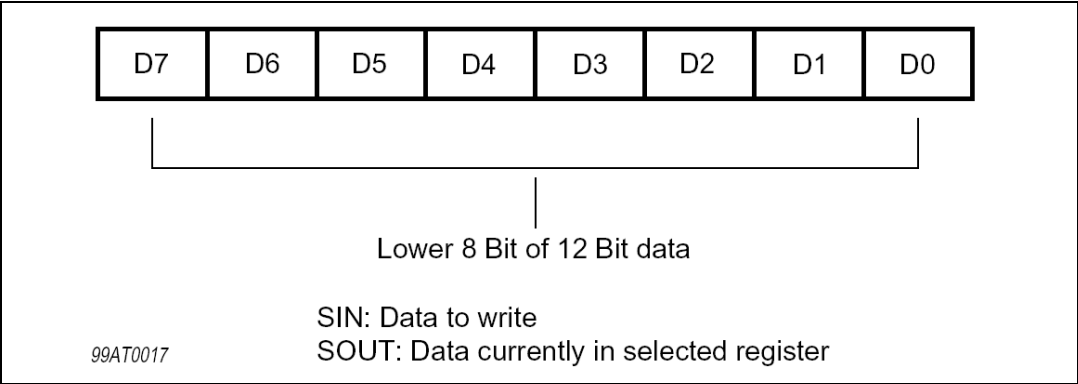 D7 D6 D5 D4 D3 D2 D1 D0
Lower 8 Bit of 12 Bit data
SIN: Data to write
99AT0017 SOUT: Data currently in selected register